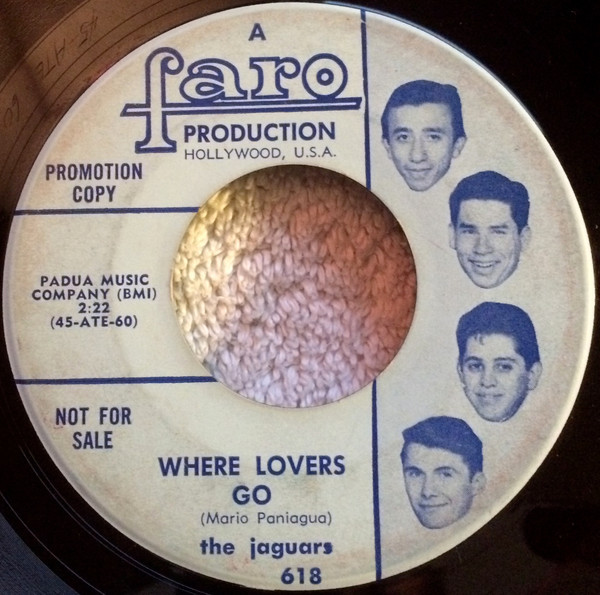 A
faro
PRODUCTION
HOLLYWOOD, U.S.A.
PROMOTION
COPY
PADUA MUSIC
COMPANY (BMI)
2:22
(45-ATE-60)
NOT FOR
SALE
WHERE LOVERS
GO
(Mario Paniagua)
the jaguars
618